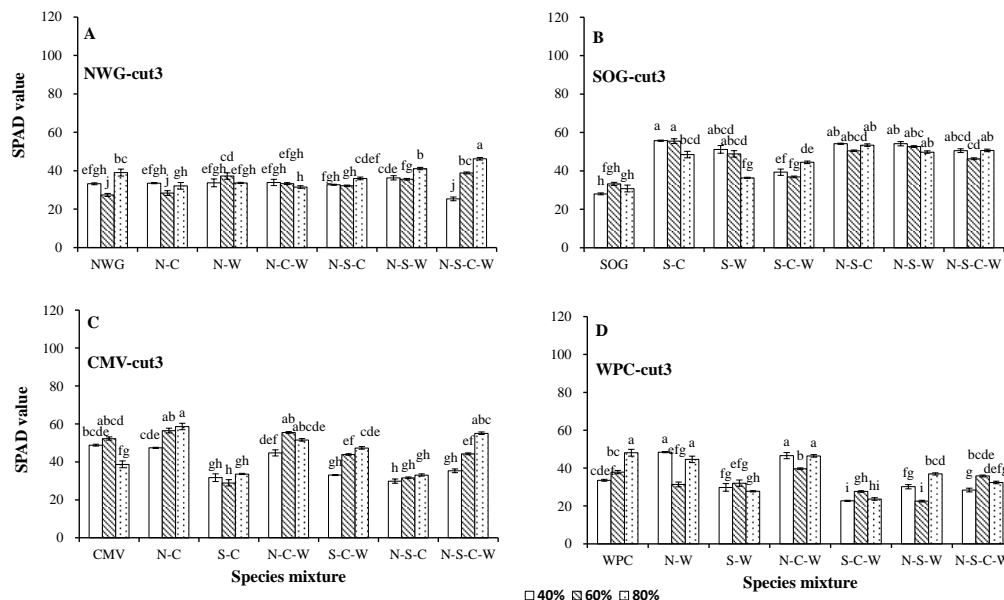 A
NWG-cut3
SPAD value
120
100
80
60
40
20
0
efgh j bc efgh j gh efgh cd efgh efgh efgh h fgh gh cdef cde fg b j bc a
NWG N-C N-W N-C-W N-S-C N-S-W N-S-C-W
B
SOG-cut3
120
100
80
60
40
20
0
h fgh gh a a abcd abcd abcd fg ef fg de ab abcd ab ab abc ab abcd cd ab
SOG S-C S-W S-C-W N-S-C N-S-W N-S-C-W
C
CMV-cut3
SPAD value
120
100
80
60
40
20
0
bcde abcd fg cde ab a gh h gh def ab abcde gh ef cde h gh gh gh ef abc
CMV N-C S-C N-C-W S-C-W N-S-C N-S-C-W
Species mixture
D
WPC-cut3
120
100
80
60
40
20
0
cdef bc a a efg a fg efg gh a b a i gh hi fg i bcd g bcde defg
WPC N-W S-W N-C-W S-C-W N-S-W N-S-C-W
Species mixture
40% 60% 80%